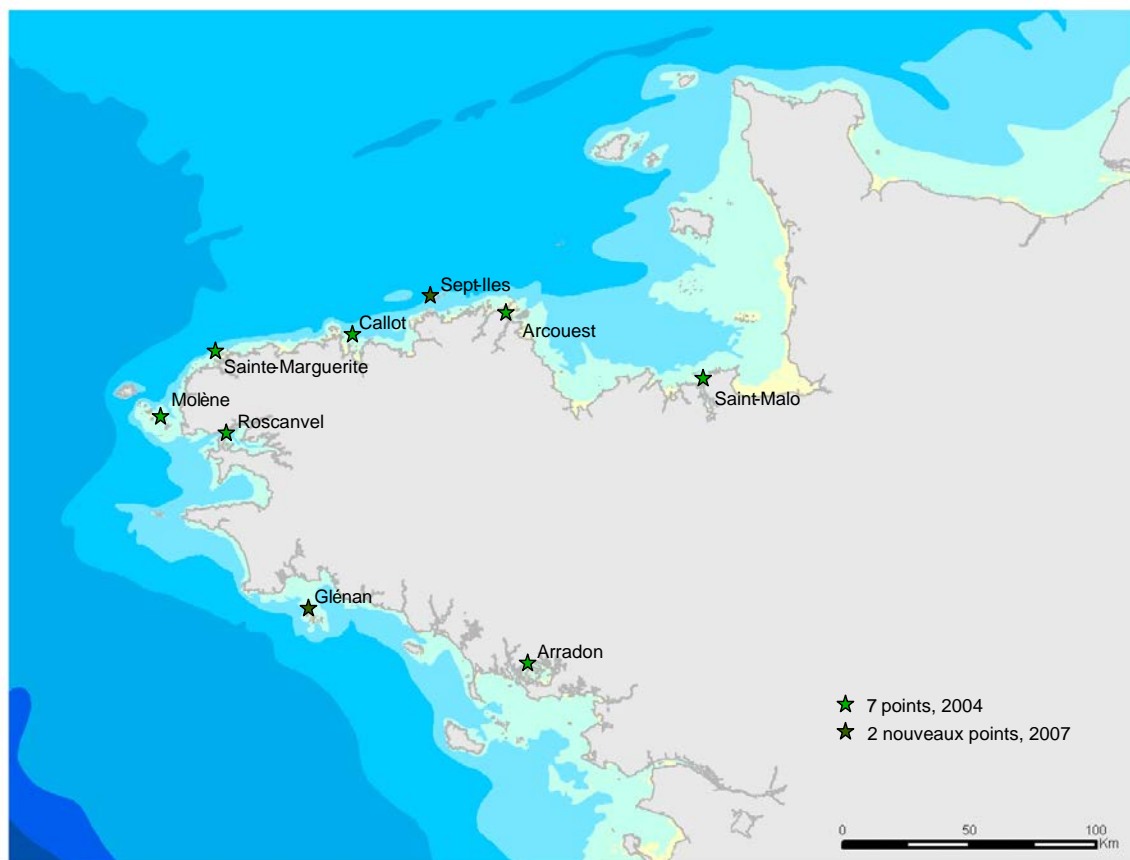 Sept-Iles
Callot
Arcouest
Sainte-Marguerite
Molène
Saint-Malo
Roscanvel
Glénan
Arradon
7 points, 2004
2 nouveaux points, 2007
0 50 100
Km